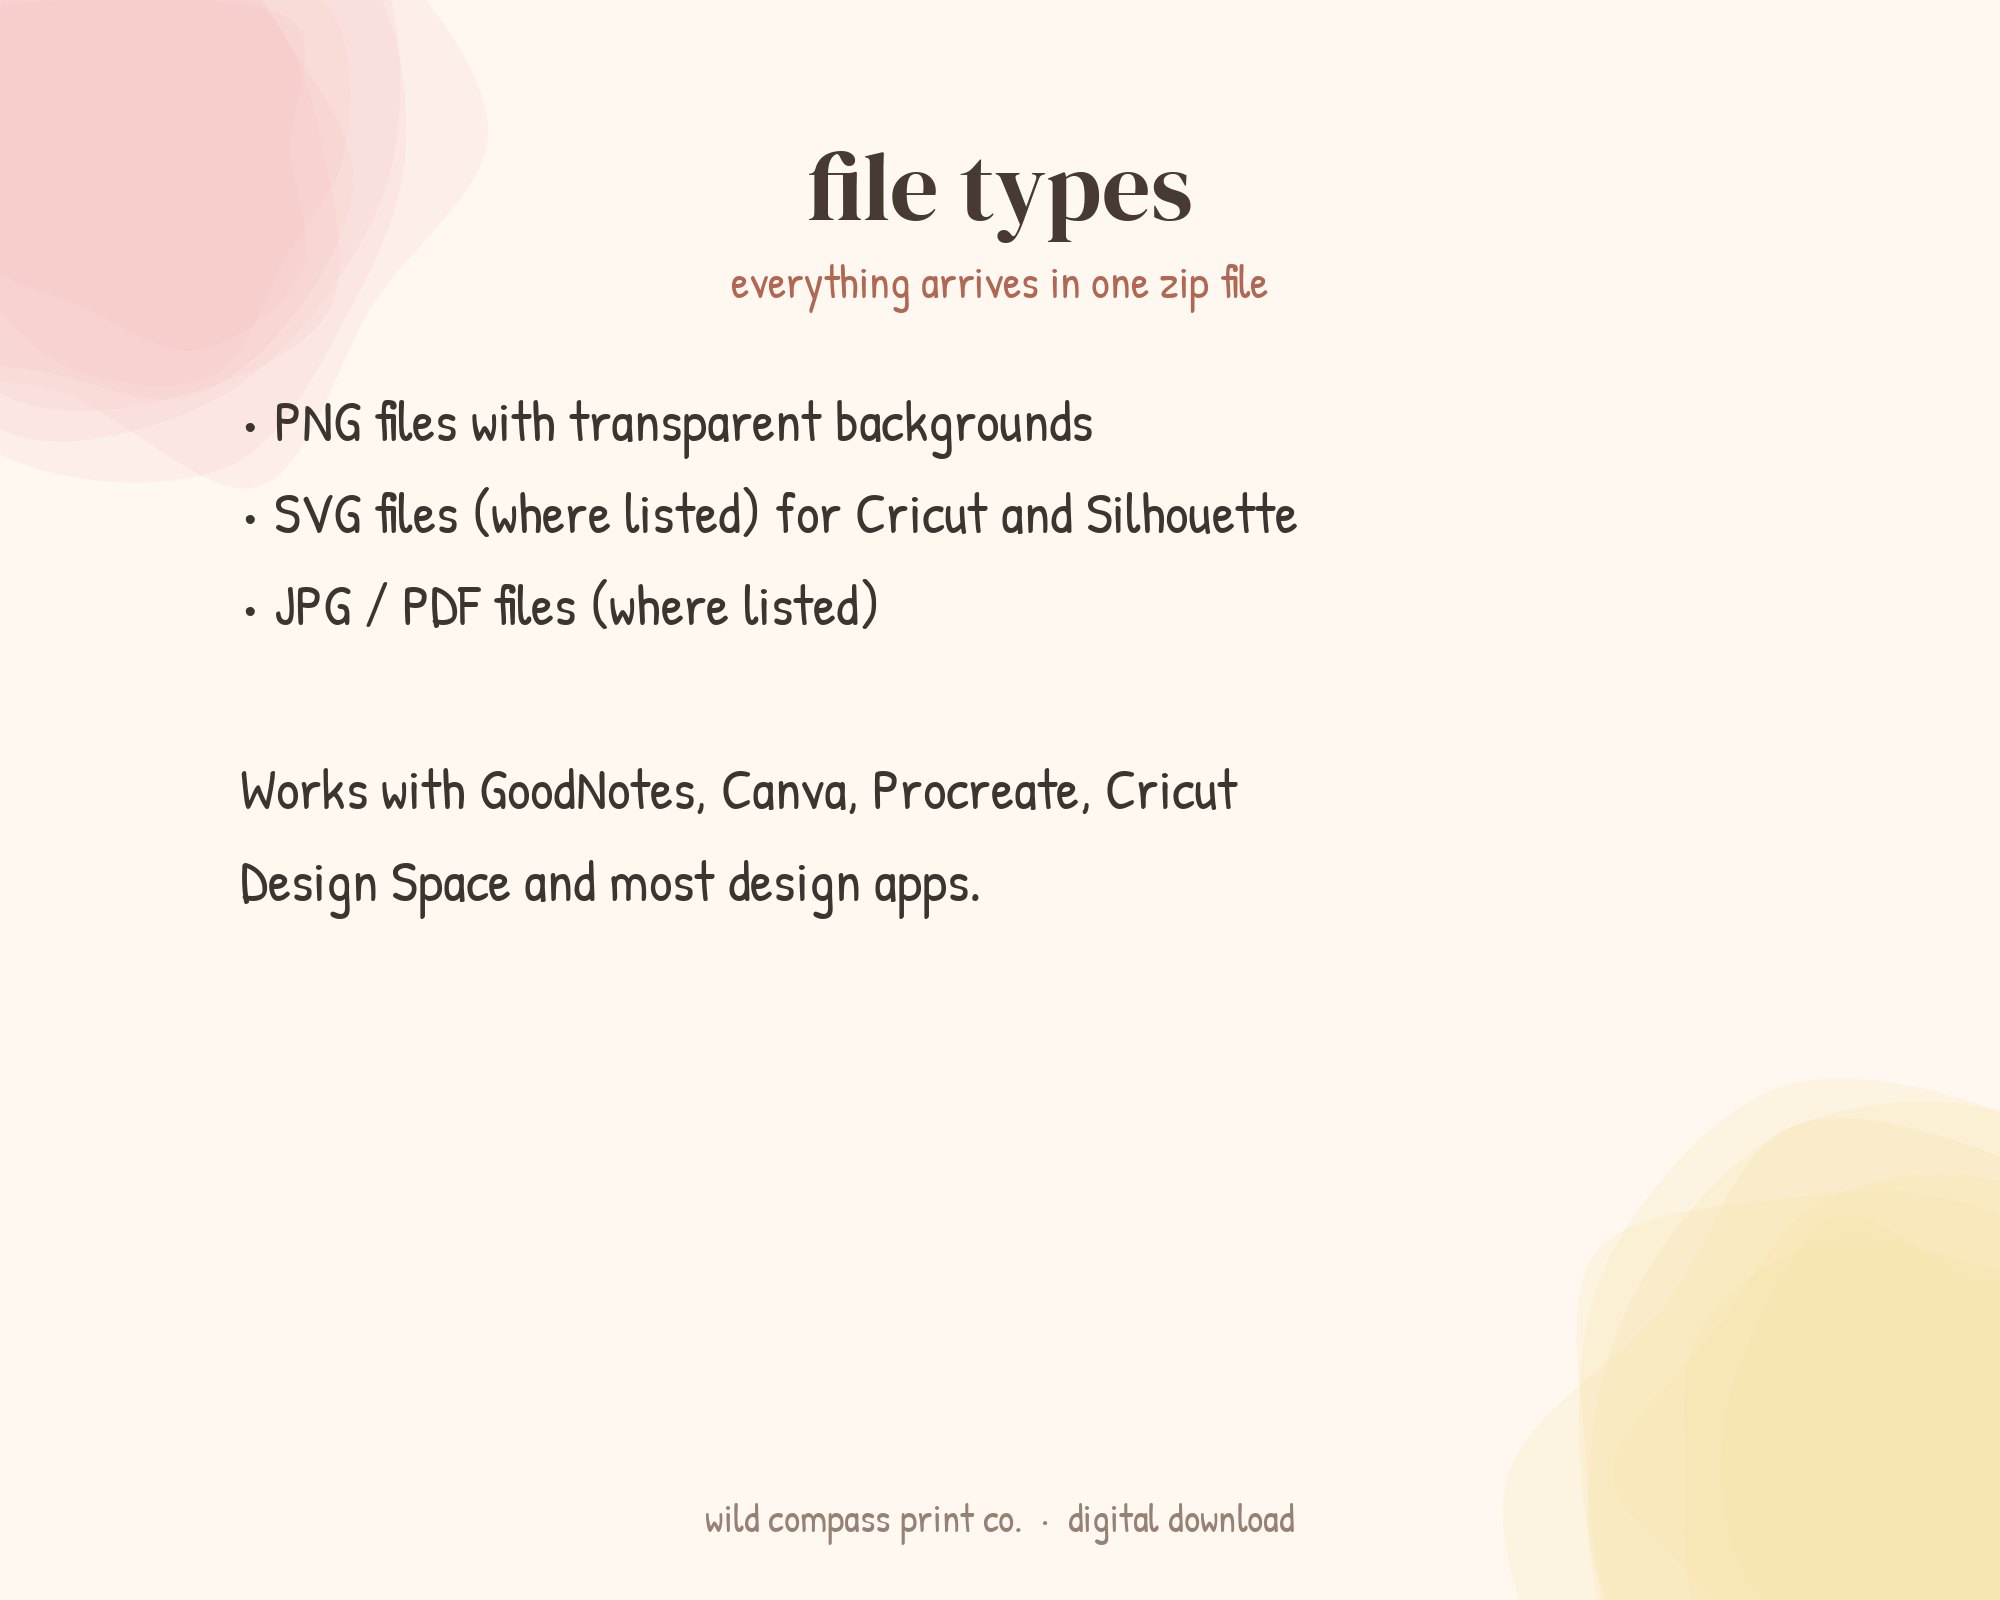 file types
everything arrives in one zip file
• PNG files with transparent backgrounds
• SVG files (where listed) for Cricut and Silhouette
• JPG / PDF files (where listed)
Works with GoodNotes, Canva, Procreate, Cricut
Design Space and most design apps.
wild compass print co. · digital download